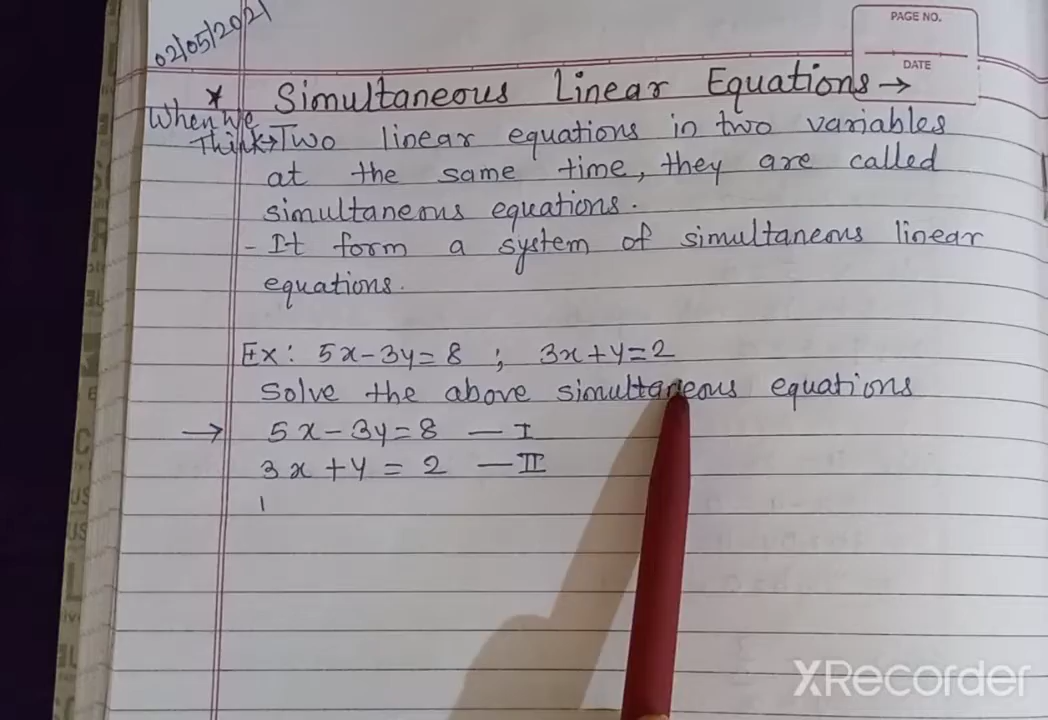 02/05/2021
PAGE NO.
DATE
* Simultaneous Linear Equations →
When we
Think→Two linear equations in two variables
at the same time, they are called
simultaneous equations.
- It form a system of simultaneous linear
equations.
Ex: 5x-3y=8 ; 3x+y=2
Solve the above simultaneous equations
→ 5x-3y=8 — I
3x+y=2 — II
XRecorder